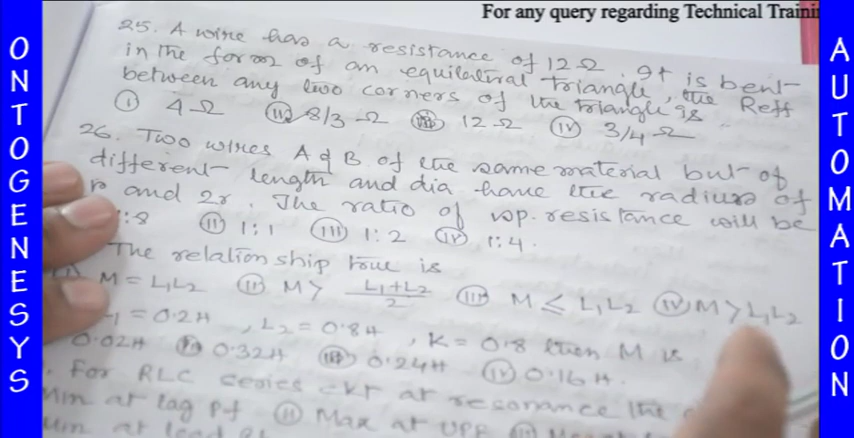 For any query regarding Technical Traini
ONTOGENESYS
AUTOMATION
25. A wire has a resistance of 12Ω. It is bent
in the form of an equilateral triangle, the Reff
between any two corners of the triangle is
(i) 4Ω (ii) 8/3 Ω (iii) 12Ω (iv) 3/4 Ω
26. Two wires A & B of the same material but of
different length and dia have the radius of
r and 2r. The ratio of resistance will be
1:8 (ii) 1:1 (iii) 1:2 (iv) 1:4.
The relationship true is
M = L1L2 (ii) M > L1+L2/2 (iii) M ≤ L1L2 (iv) M > L1L2
= 0.2H, L2 = 0.8H, K = 0.8 then M is
0.02H (ii) 0.32H (iii) 0.24H (iv) 0.16H.
For RLC series ckt at resonance the
Min at lag Pf (ii) Max at UPF
at lead